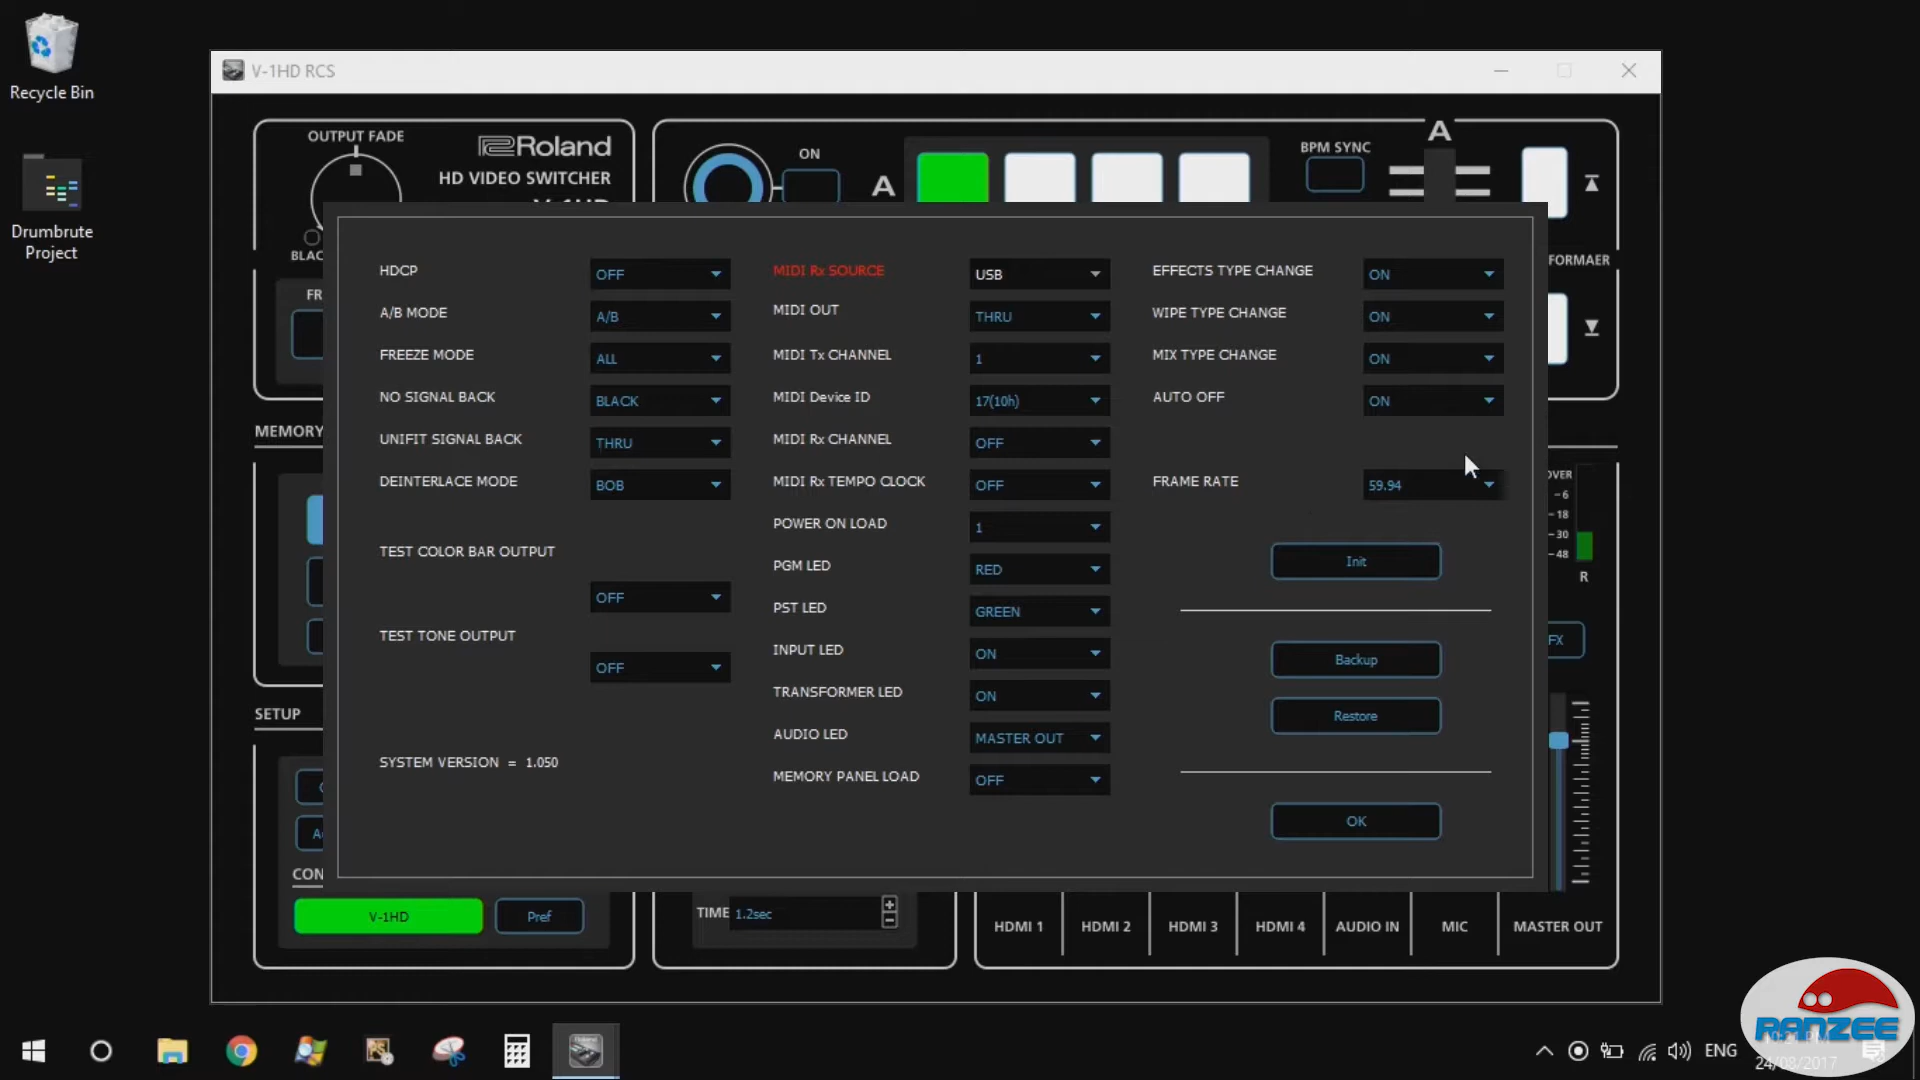 Recycle Bin
Drumbrute
Project
V-1HD RCS
OUTPUT FADE
Roland
HD VIDEO SWITCHER
ON
A
BPM SYNC
A
HDCP
OFF
A/B MODE
A/B
FREEZE MODE
ALL
NO SIGNAL BACK
BLACK
UNIFIT SIGNAL BACK
THRU
DEINTERLACE MODE
BOB
TEST COLOR BAR OUTPUT
OFF
TEST TONE OUTPUT
OFF
SYSTEM VERSION = 1.050
MIDI Rx SOURCE
USB
MIDI OUT
THRU
MIDI Tx CHANNEL
1
MIDI Device ID
17(10h)
MIDI Rx CHANNEL
OFF
MIDI Rx TEMPO CLOCK
OFF
POWER ON LOAD
1
PGM LED
RED
PST LED
GREEN
INPUT LED
ON
TRANSFORMER LED
ON
AUDIO LED
MASTER OUT
MEMORY PANEL LOAD
OFF
EFFECTS TYPE CHANGE
ON
WIPE TYPE CHANGE
ON
MIX TYPE CHANGE
ON
AUTO OFF
ON
FRAME RATE
59.94
Init
Backup
Restore
OK
FORMAER
MEMORY
OVER
-6
-18
-30
-48
R
FX
SETUP
CON
V-1HD
Pref
TIME 1.2sec
HDMI 1
HDMI 2
HDMI 3
HDMI 4
AUDIO IN
MIC
MASTER OUT
ENG
24/08/2017
RANZEE